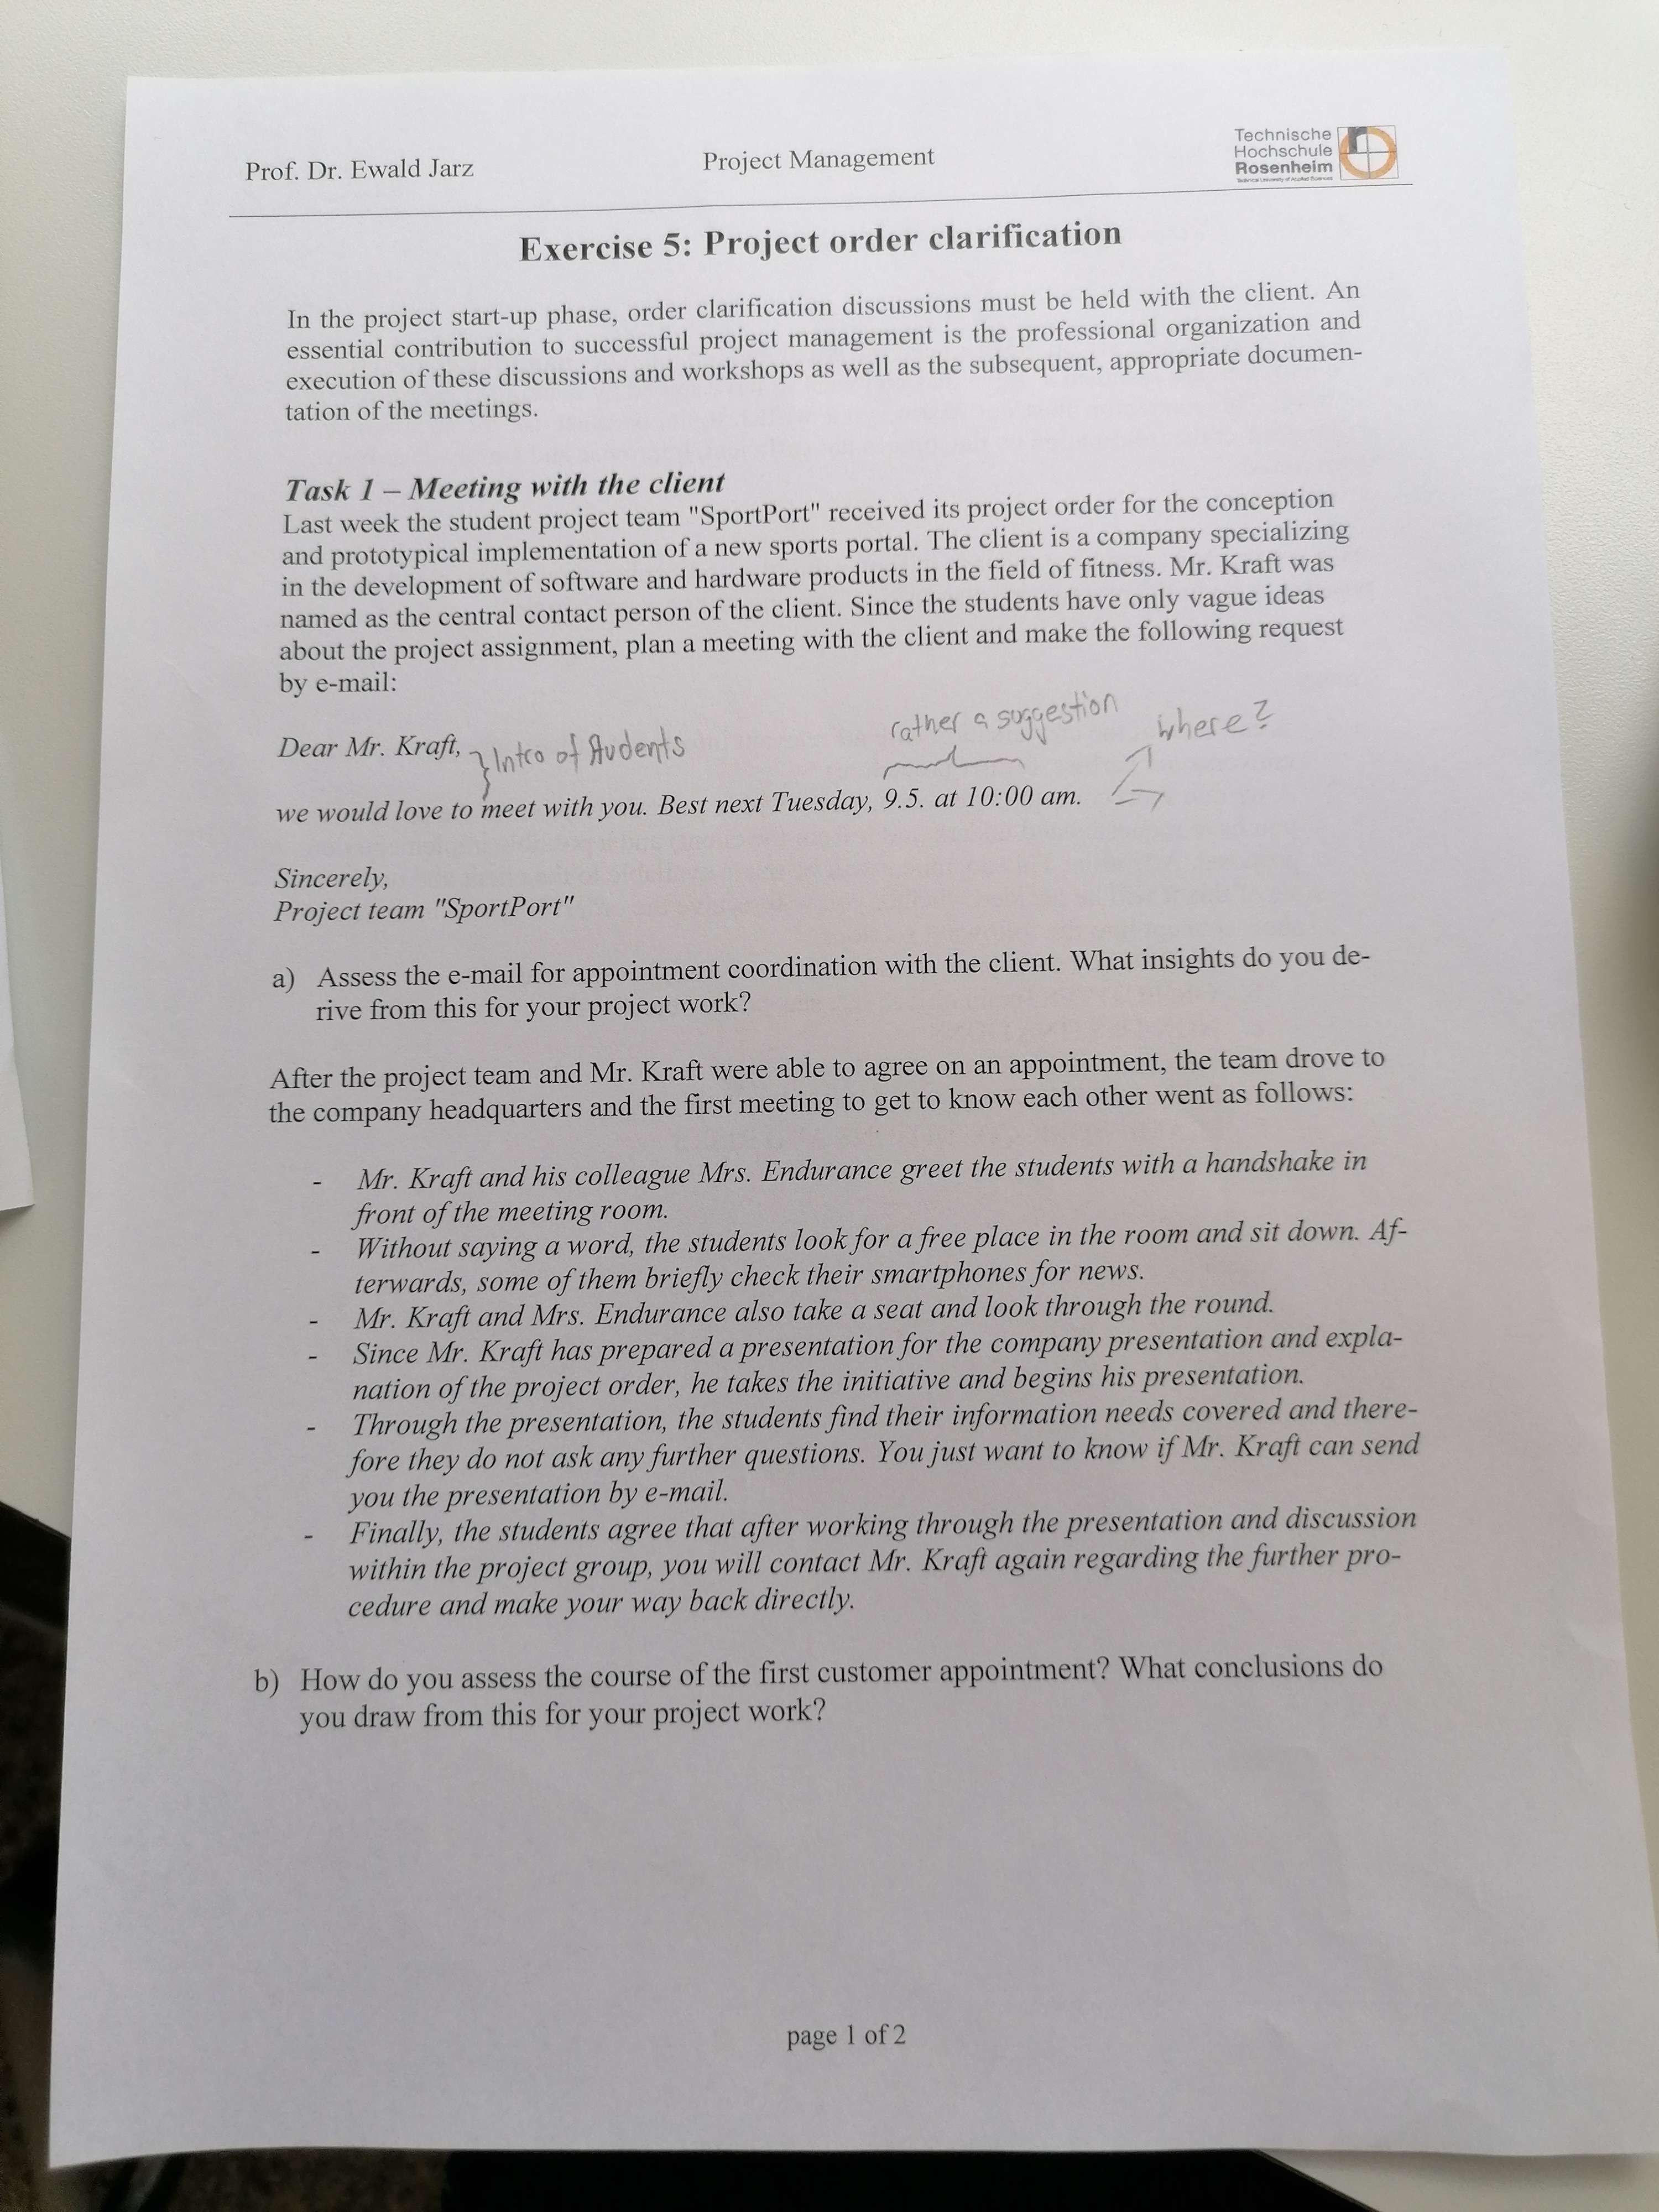 Prof. Dr. Ewald Jarz
Project Management
Technische
Hochschule
Rosenheim
Technical University of Applied Sciences
Exercise 5: Project order clarification
In the project start-up phase, order clarification discussions must be held with the client. An
essential contribution to successful project management is the professional organization and
execution of these discussions and workshops as well as the subsequent, appropriate documen-
tation of the meetings.
Task 1 – Meeting with the client
Last week the student project team "SportPort" received its project order for the conception
and prototypical implementation of a new sports portal. The client is a company specializing
in the development of software and hardware products in the field of fitness. Mr. Kraft was
named as the central contact person of the client. Since the students have only vague ideas
about the project assignment, plan a meeting with the client and make the following request
by e-mail:
rather a suggestion
where?
Dear Mr. Kraft,
Intro of Students
we would love to meet with you. Best next Tuesday, 9.5. at 10:00 am.
Sincerely,
Project team "SportPort"
a) Assess the e-mail for appointment coordination with the client. What insights do you de-
rive from this for your project work?
After the project team and Mr. Kraft were able to agree on an appointment, the team drove to
the company headquarters and the first meeting to get to know each other went as follows:
- Mr. Kraft and his colleague Mrs. Endurance greet the students with a handshake in
front of the meeting room.
- Without saying a word, the students look for a free place in the room and sit down. Af-
terwards, some of them briefly check their smartphones for news.
- Mr. Kraft and Mrs. Endurance also take a seat and look through the round.
- Since Mr. Kraft has prepared a presentation for the company presentation and expla-
nation of the project order, he takes the initiative and begins his presentation.
- Through the presentation, the students find their information needs covered and there-
fore they do not ask any further questions. You just want to know if Mr. Kraft can send
you the presentation by e-mail.
- Finally, the students agree that after working through the presentation and discussion
within the project group, you will contact Mr. Kraft again regarding the further pro-
cedure and make your way back directly.
b) How do you assess the course of the first customer appointment? What conclusions do
you draw from this for your project work?
page 1 of 2